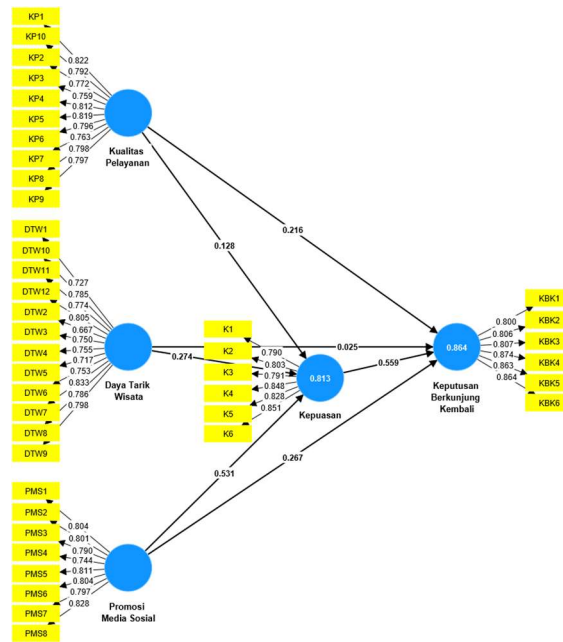 KP1
KP10
KP2
KP3
KP4
KP5
KP6
KP7
KP8
KP9
0.822
0.792
0.772
0.759
0.812
0.819
0.796
0.763
0.798
0.797
Kualitas
Pelayanan
0.216
0.128
DTW1
DTW10
DTW11
DTW12
DTW2
DTW3
DTW4
DTW5
DTW6
DTW7
DTW8
DTW9
0.727
0.785
0.774
0.805
0.667
0.750
0.755
0.717
0.753
0.833
0.786
0.798
Daya Tarik
Wisata
0.274
0.025
K1
K2
K3
K4
K5
K6
0.790
0.803
0.791
0.848
0.828
0.851
0.813
Kepuasan
0.559
0.864
Keputusan
Berkunjung
Kembali
0.800
0.806
0.807
0.874
0.863
0.864
KBK1
KBK2
KBK3
KBK4
KBK5
KBK6
0.531
0.267
PMS1
PMS2
PMS3
PMS4
PMS5
PMS6
PMS7
PMS8
0.804
0.801
0.790
0.744
0.811
0.804
0.797
0.828
Promosi
Media Sosial